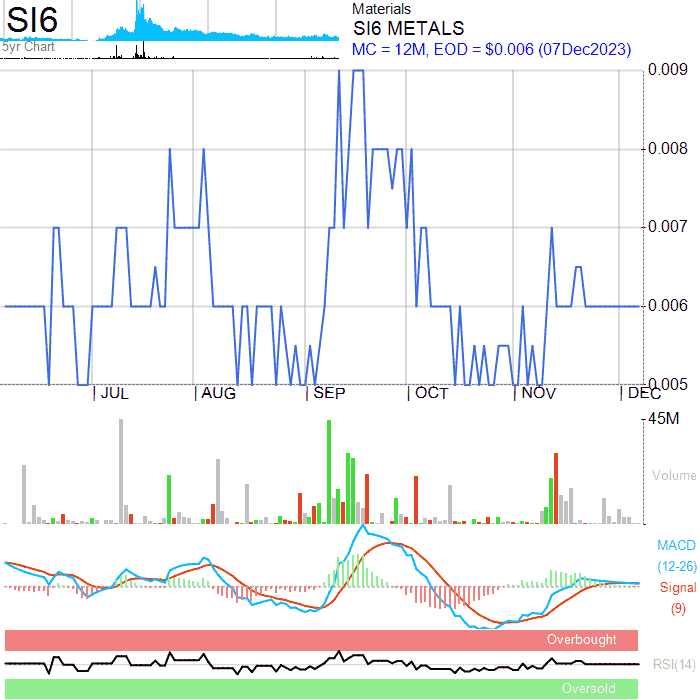 SI6
5yr Chart
Materials
SI6 METALS
MC = 12M, EOD = $0.006 (07Dec2023)
0.009
0.008
0.007
0.006
0.005
JUL
AUG
SEP
OCT
NOV
DEC
45M
Volume
MACD
(12-26)
Signal
(9)
Overbought
RSI(14)
Oversold